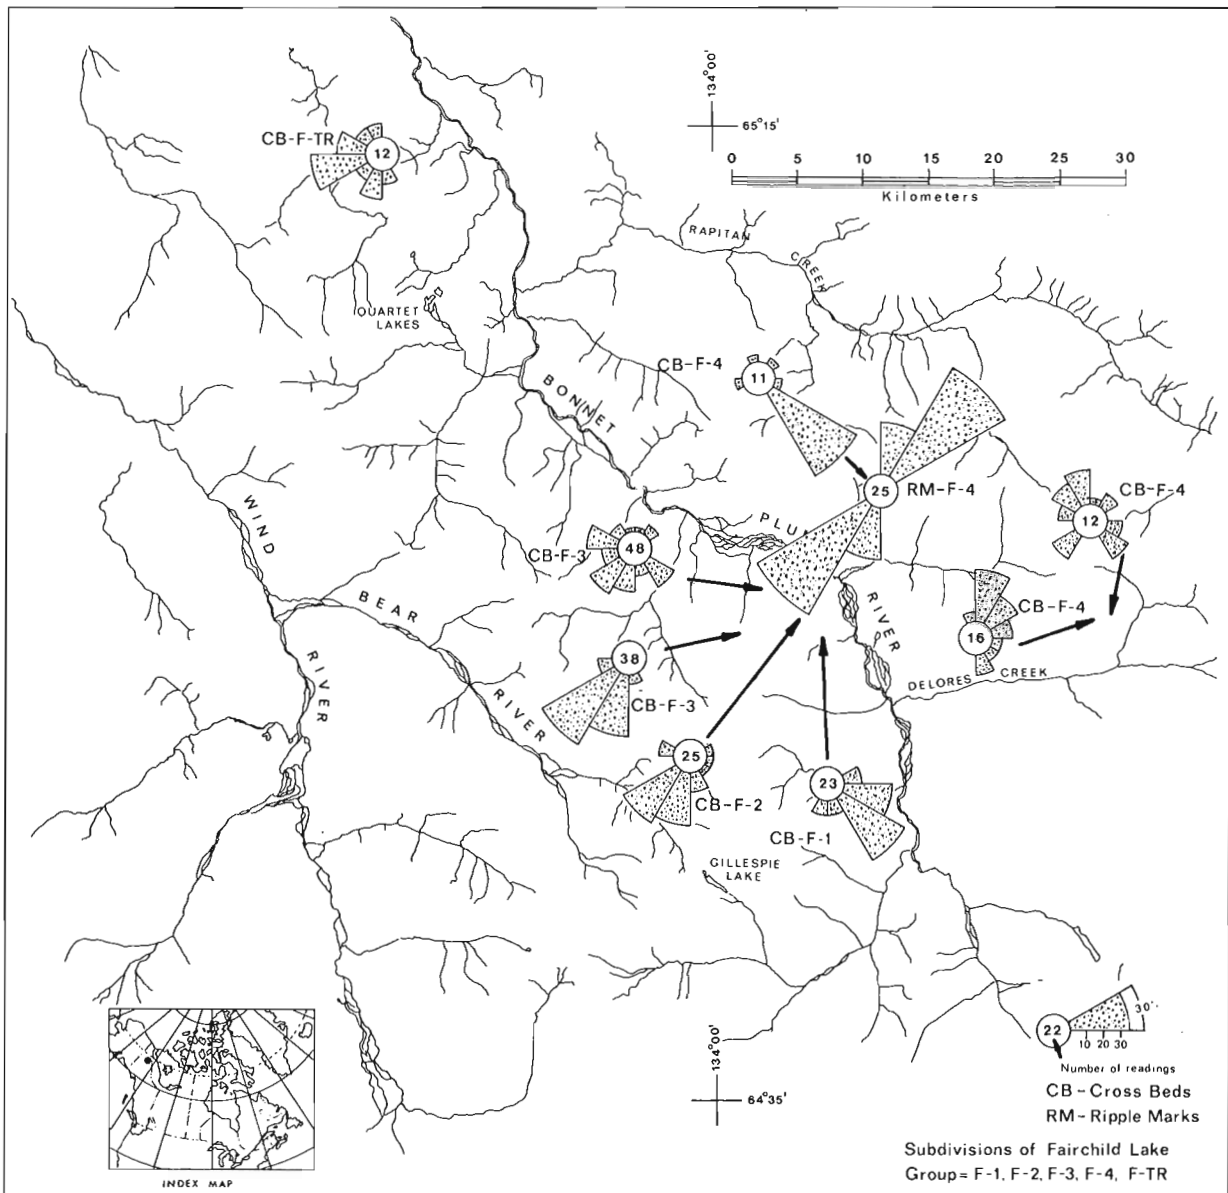 134°00'
65°15'
CB-F-TR
12
0 5 10 15 20 25 30
Kilometers
RAPITAN
CREEK
QUARTET
LAKES
CB-F-4
11
BONNET
25
RM-F-4
CB-F-4
12
WIND
PLUM
CB-F-3
48
BEAR
RIVER
CB-F-4
16
38
RIVER
DELORES CREEK
CB-F-3
RIVER
25
CB-F-2
23
CB-F-1
GILLESPIE
LAKE
134°00'
64°35'
22
30°
10 20 30
Number of readings
CB-Cross Beds
RM-Ripple Marks
Subdivisions of Fairchild Lake
Group= F-1, F-2, F-3, F-4, F-TR
INDEX MAP